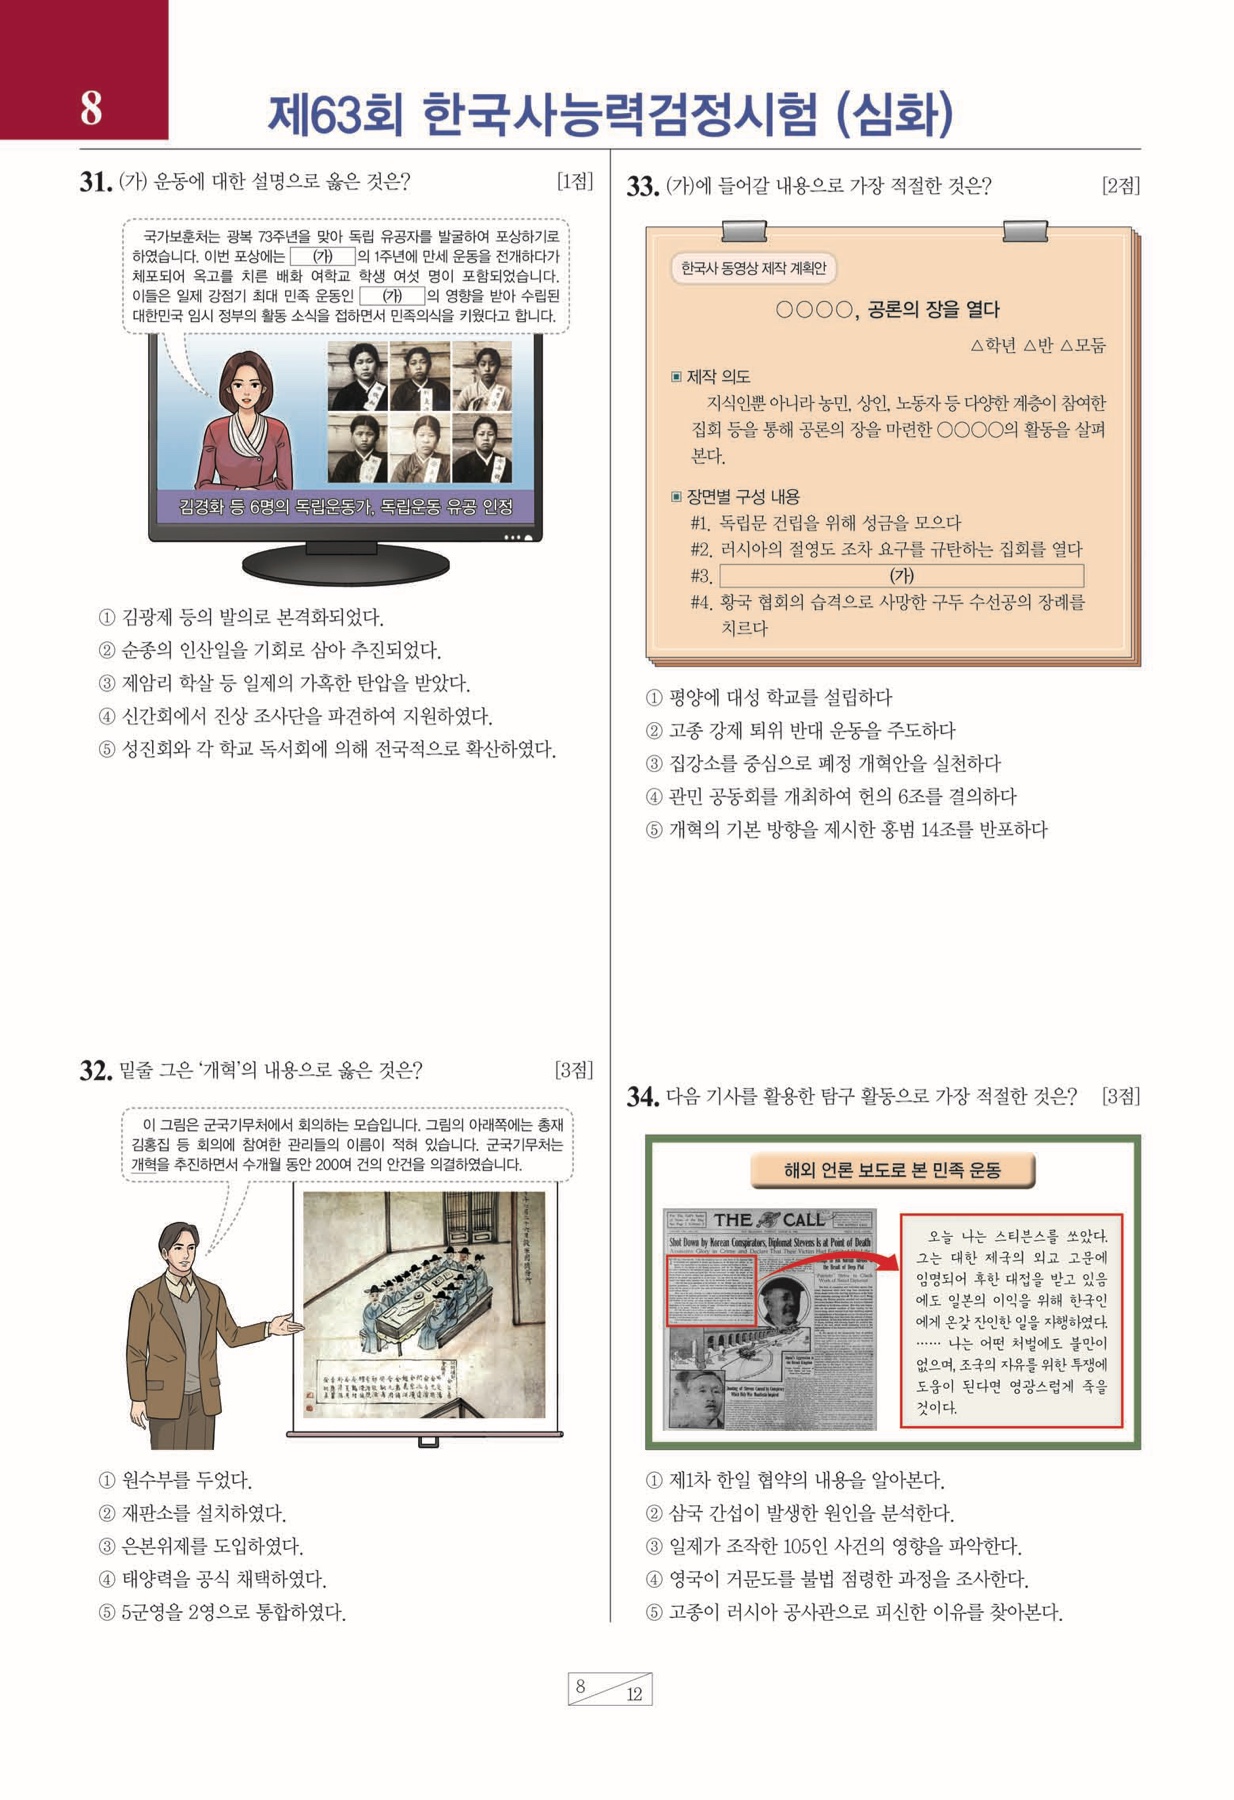 8
제63회 한국사능력검정시험 (심화)
31. (가) 운동에 대한 설명으로 옳은 것은? [1점]
국가보훈처는 광복 73주년을 맞아 독립 유공자를 발굴하여 포상하기로
하였습니다. 이번 포상에는 (가) 의 1주년에 만세 운동을 전개하다가
체포되어 옥고를 치른 배화 여학교 학생 여섯 명이 포함되었습니다.
이들은 일제 강점기 최대 민족 운동인 (가) 의 영향을 받아 수립된
대한민국 임시 정부의 활동 소식을 접하면서 민족의식을 키웠다고 합니다.
김경화 등 6명의 독립운동가, 독립운동 유공 인정
① 김광제 등의 발의로 본격화되었다.
② 순종의 인산일을 기회로 삼아 추진되었다.
③ 제암리 학살 등 일제의 가혹한 탄압을 받았다.
④ 신간회에서 진상 조사단을 파견하여 지원하였다.
⑤ 성진회와 각 학교 독서회에 의해 전국적으로 확산하였다.
32. 밑줄 그은 ‘개혁’의 내용으로 옳은 것은? [3점]
이 그림은 군국기무처에서 회의하는 모습입니다. 그림의 아래쪽에는 총재
김홍집 등 회의에 참여한 관리들의 이름이 적혀 있습니다. 군국기무처는
개혁을 추진하면서 수개월 동안 200여 건의 안건을 의결하였습니다.
① 원수부를 두었다.
② 재판소를 설치하였다.
③ 은본위제를 도입하였다.
④ 태양력을 공식 채택하였다.
⑤ 5군영을 2영으로 통합하였다.
33. (가)에 들어갈 내용으로 가장 적절한 것은? [2점]
한국사 동영상 제작 계획안
○○○○, 공론의 장을 열다
△학년 △반 △모둠
▣ 제작 의도
지식인뿐 아니라 농민, 상인, 노동자 등 다양한 계층이 참여한
집회 등을 통해 공론의 장을 마련한 ○○○○의 활동을 살펴
본다.
▣ 장면별 구성 내용
#1. 독립문 건립을 위해 성금을 모으다
#2. 러시아의 절영도 조차 요구를 규탄하는 집회를 열다
#3. (가)
#4. 황국 협회의 습격으로 사망한 구두 수선공의 장례를
치르다
① 평양에 대성 학교를 설립하다
② 고종 강제 퇴위 반대 운동을 주도하다
③ 집강소를 중심으로 폐정 개혁안을 실천하다
④ 관민 공동회를 개최하여 헌의 6조를 결의하다
⑤ 개혁의 기본 방향을 제시한 홍범 14조를 반포하다
34. 다음 기사를 활용한 탐구 활동으로 가장 적절한 것은? [3점]
해외 언론 보도로 본 민족 운동
THE CALL
Shot Down by Korean Conspirators, Diplomat Stevens Is at Point of Death
오늘 나는 스티븐스를 쏘았다.
그는 대한 제국의 외교 고문에
임명되어 후한 대접을 받고 있음
에도 일본의 이익을 위해 한국인
에게 온갖 잔인한 일을 자행하였다.
…… 나는 어떤 처벌에도 불만이
없으며, 조국의 자유를 위한 투쟁에
도움이 된다면 영광스럽게 죽을
것이다.
① 제1차 한일 협약의 내용을 알아본다.
② 삼국 간섭이 발생한 원인을 분석한다.
③ 일제가 조작한 105인 사건의 영향을 파악한다.
④ 영국이 거문도를 불법 점령한 과정을 조사한다.
⑤ 고종이 러시아 공사관으로 피신한 이유를 찾아본다.
8
12